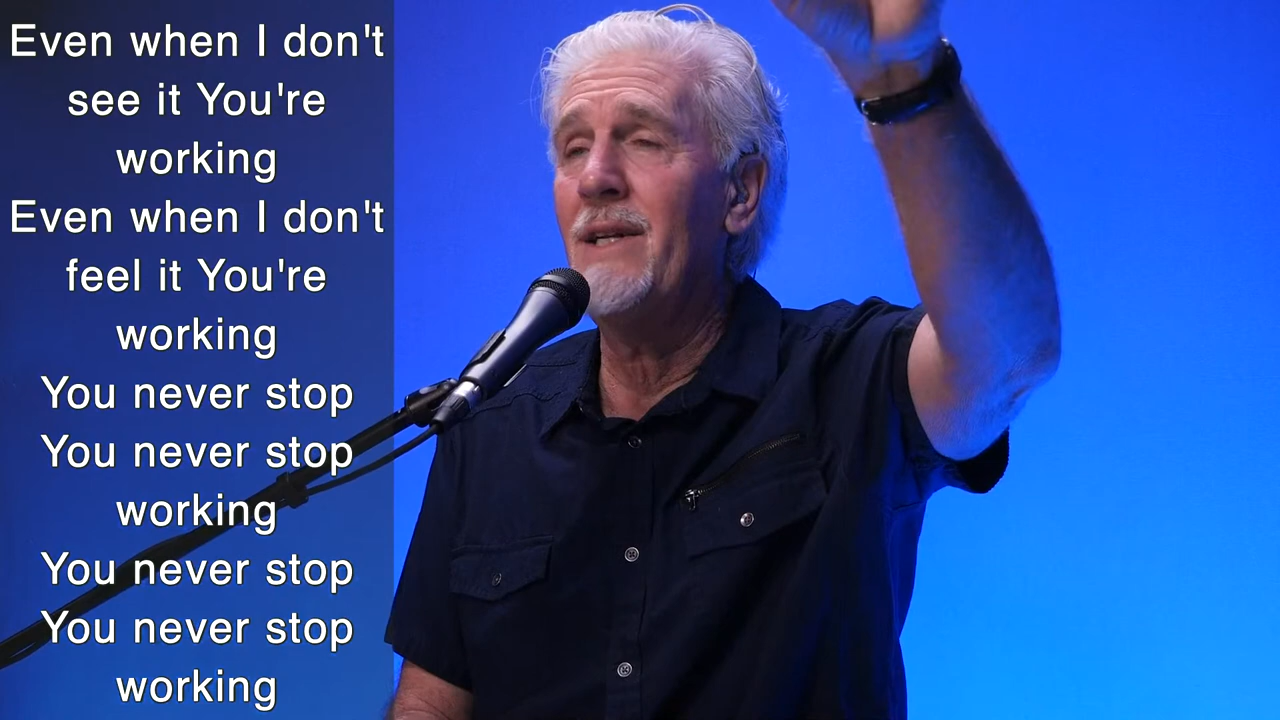 Even when I don't
see it You're
working
Even when I don't
feel it You're
working
You never stop
You never stop
working
You never stop
You never stop
working